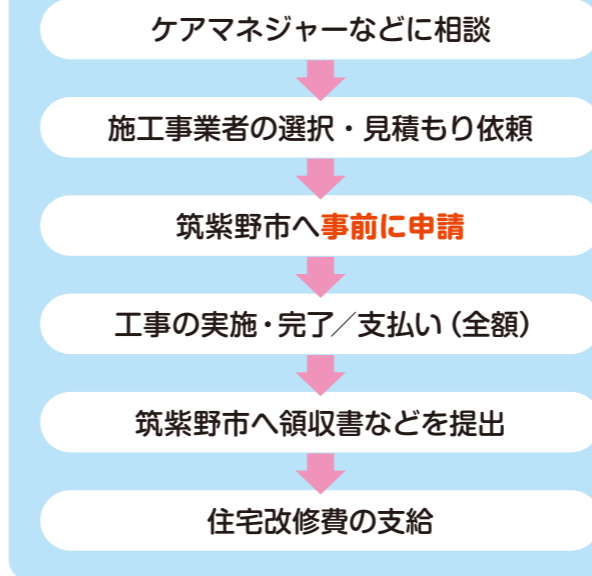 ケアマネジャーなどに相談
施工事業者の選択・見積もり依頼
筑紫野市へ事前に申請
工事の実施・完了／支払い（全額）
筑紫野市へ領収書などを提出
住宅改修費の支給